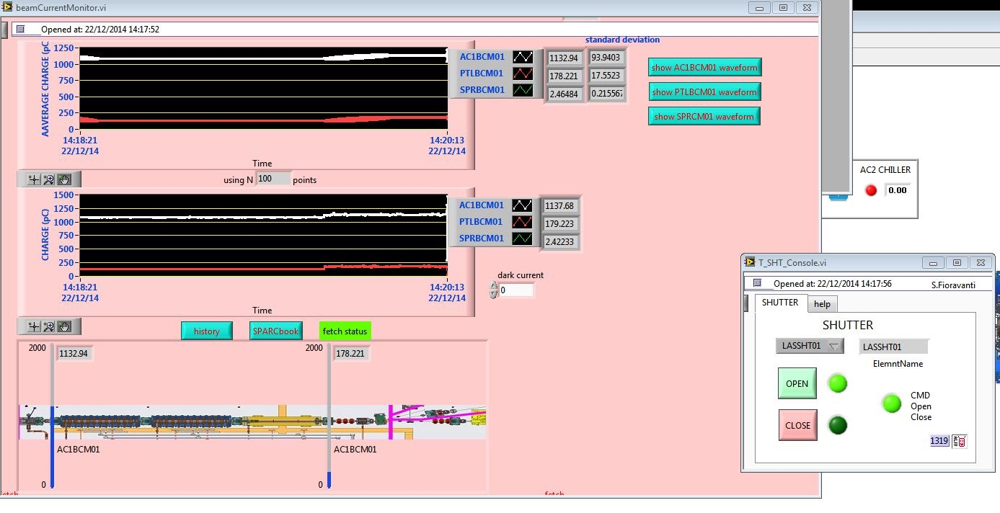 beamCurrentMonitor.vi
Opened at: 22/12/2014 14:17:52
standard deviation
AAVERAGE CHARGE (pC
1250
1000
750
500
250
0
14:18:21
22/12/14
14:20:13
22/12/14
Time
AC1BCM01
1132.94
93.9403
PTLBCM01
178.221
17.5523
SPRBCM01
2.46484
0.215567
show AC1BCM01 waveform
show PTLBCM01 waveform
show SPRCM01 waveform
using N 100 points
CHARGE (pC)
1500
1250
1000
750
500
250
0
14:18:21
22/12/14
14:20:13
22/12/14
Time
AC1BCM01
1137.68
PTLBCM01
179.223
SPRBCM01
2.42233
dark current
0
history
SPARCbook
fetch status
2000
1132.94
2000
178.221
AC1BCM01
AC1BCM01
0
0
fetch
fetch
AC2 CHILLER
0.00
T_SHT_Console.vi
Opened at: 22/12/2014 14:17:56
S.Fioravanti
SHUTTER
help
SHUTTER
LASSHT01
LASSHT01
ElemntName
OPEN
CMD
Open
Close
CLOSE
1319